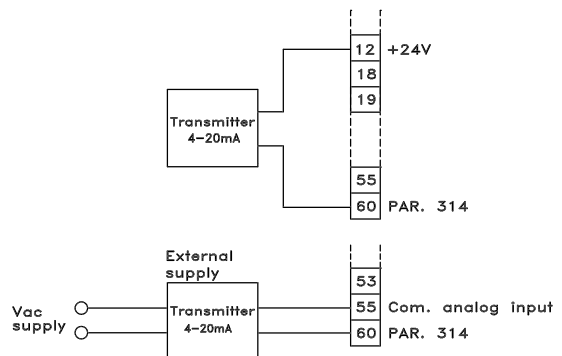 12 +24V
18
19
Transmitter
4-20mA
55
60 PAR. 314
External
supply
53
Vac
supply
Transmitter
4-20mA
55 Com. analog input
60 PAR. 314